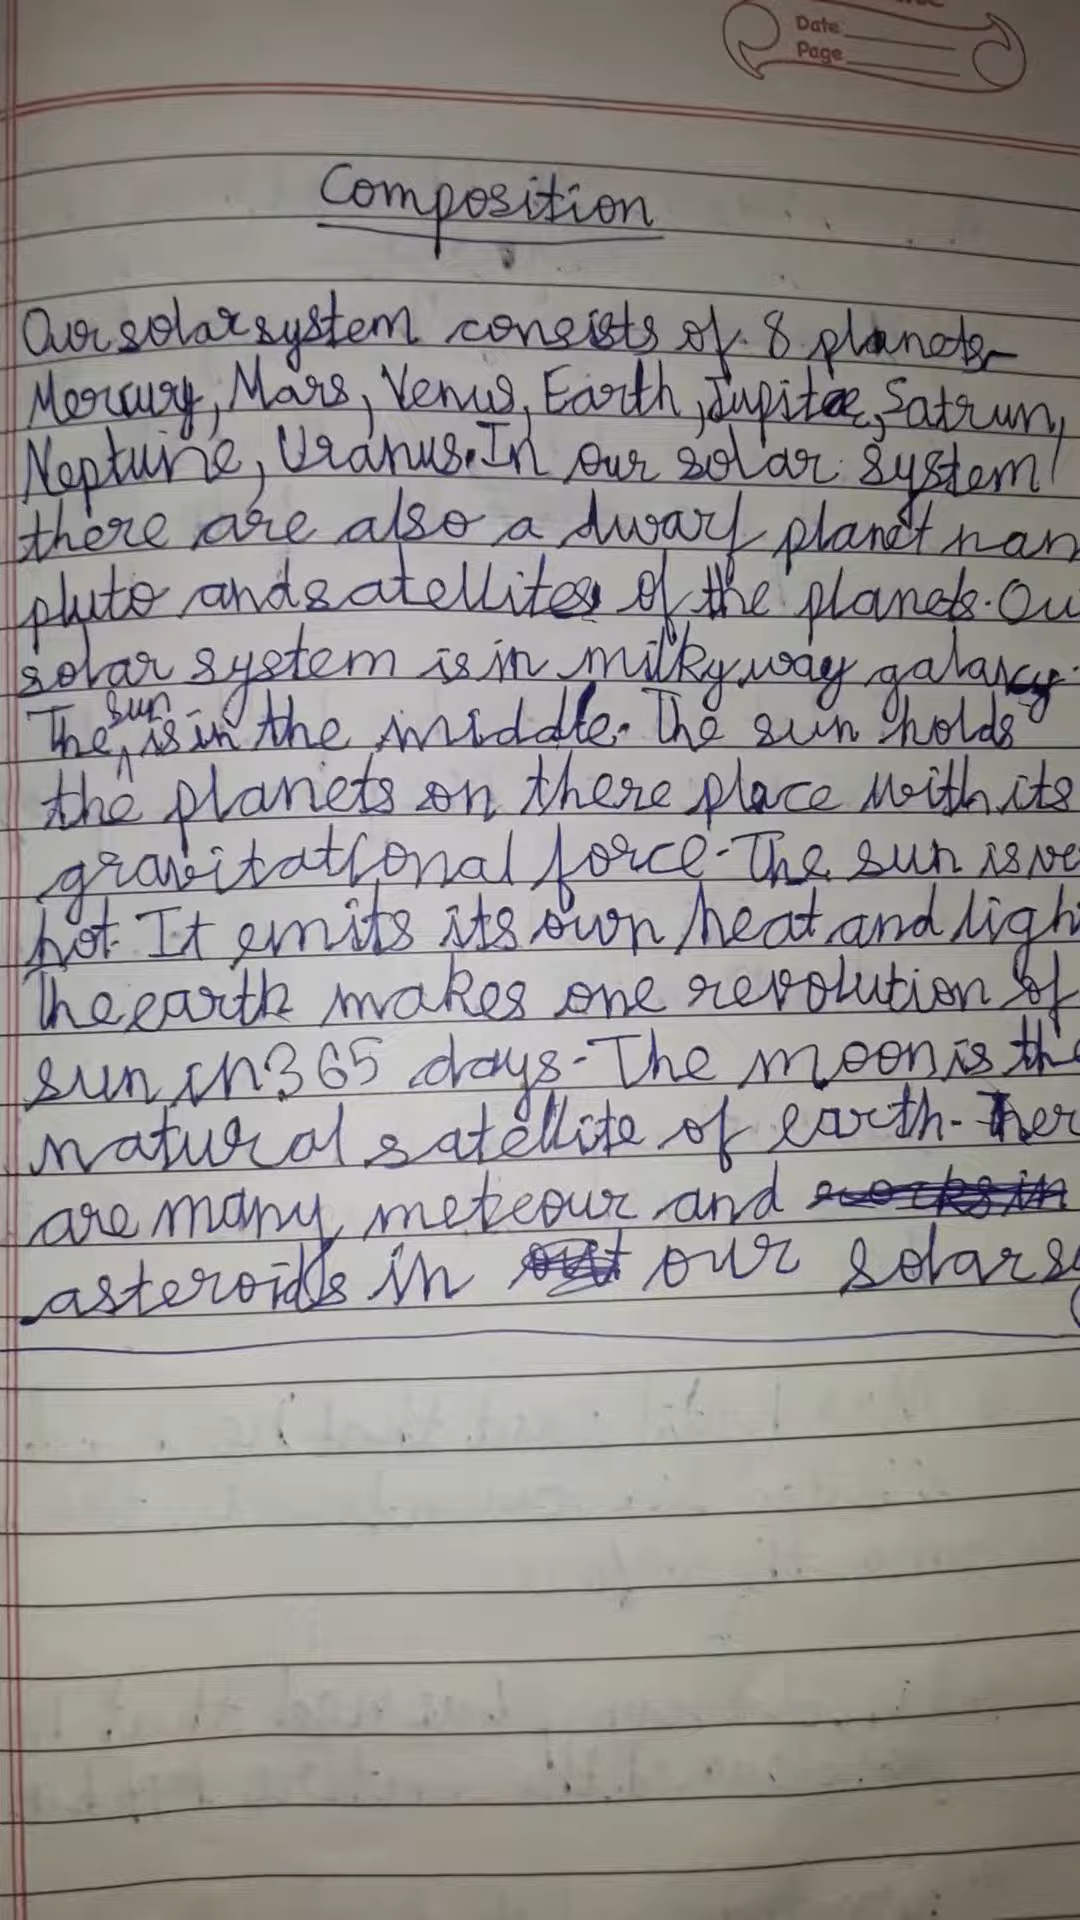 Date
Page
Composition
Our solar system consists of 8 planets-
Mercury, Mars, Venus, Earth, Jupiter, Satrun,
Neptune, Uranus. In our solar system
there are also a dwarf planet nam
pluto and satellites of the planets. Ou
solar system is in milky way galaxy.
The sun is in the middle. The sun holds
the planets on there place with its
gravitational force. The sun is ve
hot. It emits its own heat and ligh
The earth makes one revolution of
sun in 365 days. The moon is the
natural satellite of earth. Ther
are many meteour and
asteroids in our solar s